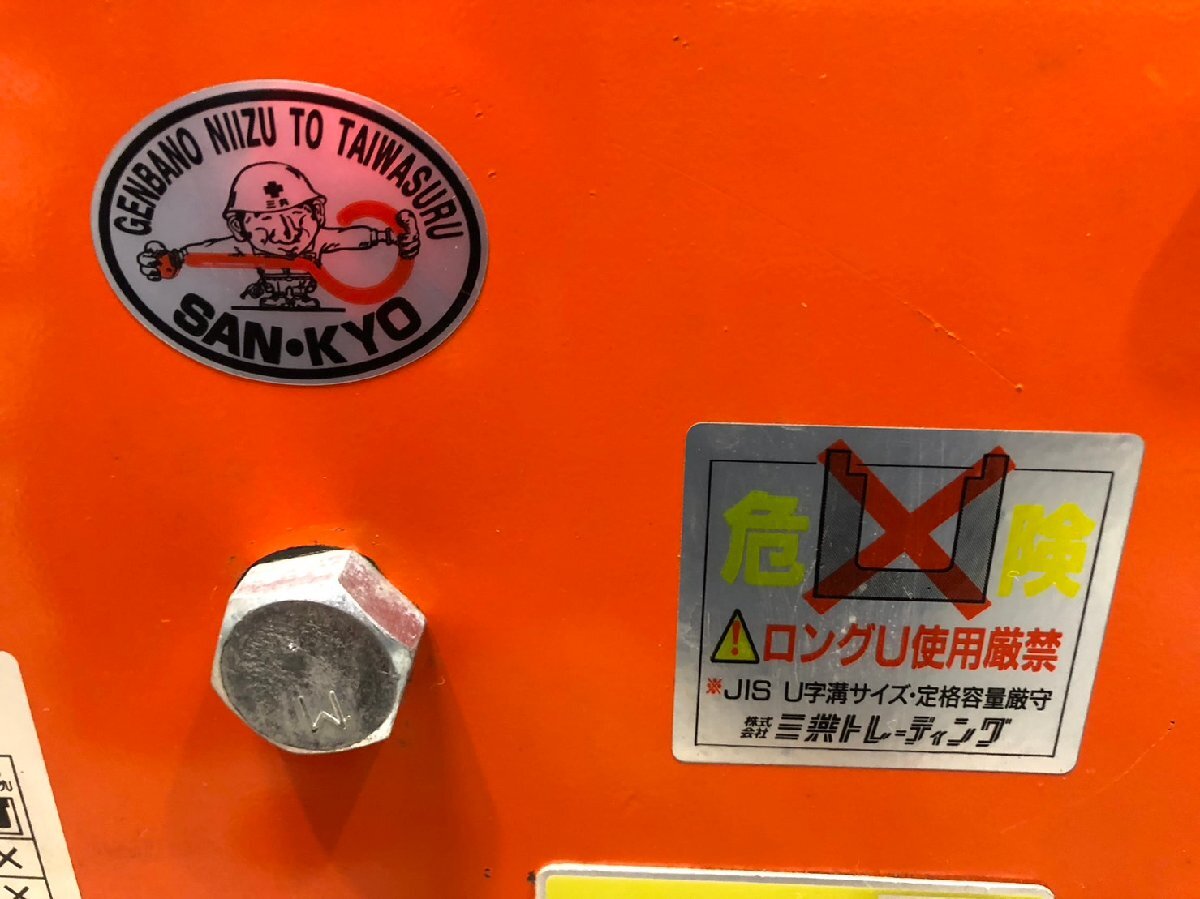 GENBANO NIIZU TO TAIWASURU
三共
SAN•KYO
危険
ロングU使用厳禁
※JIS U字溝サイズ・定格容量厳守
株式会社 三共トレーディング
W